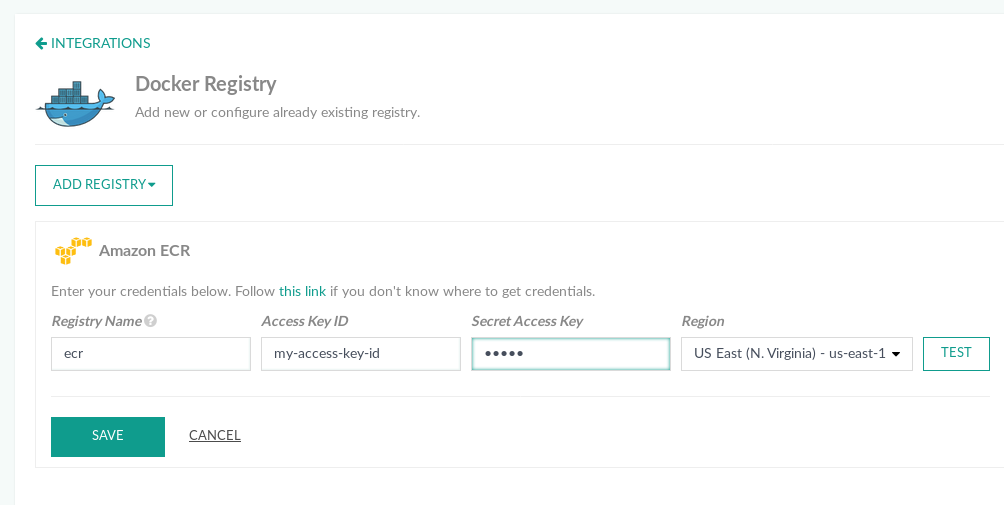 INTEGRATIONS
Docker Registry
Add new or configure already existing registry.
ADD REGISTRY
Amazon ECR
Enter your credentials below. Follow this link if you don't know where to get credentials.
Registry Name ? Access Key ID Secret Access Key Region
ecr my-access-key-id ••••• US East (N. Virginia) - us-east-1 TEST
SAVE CANCEL